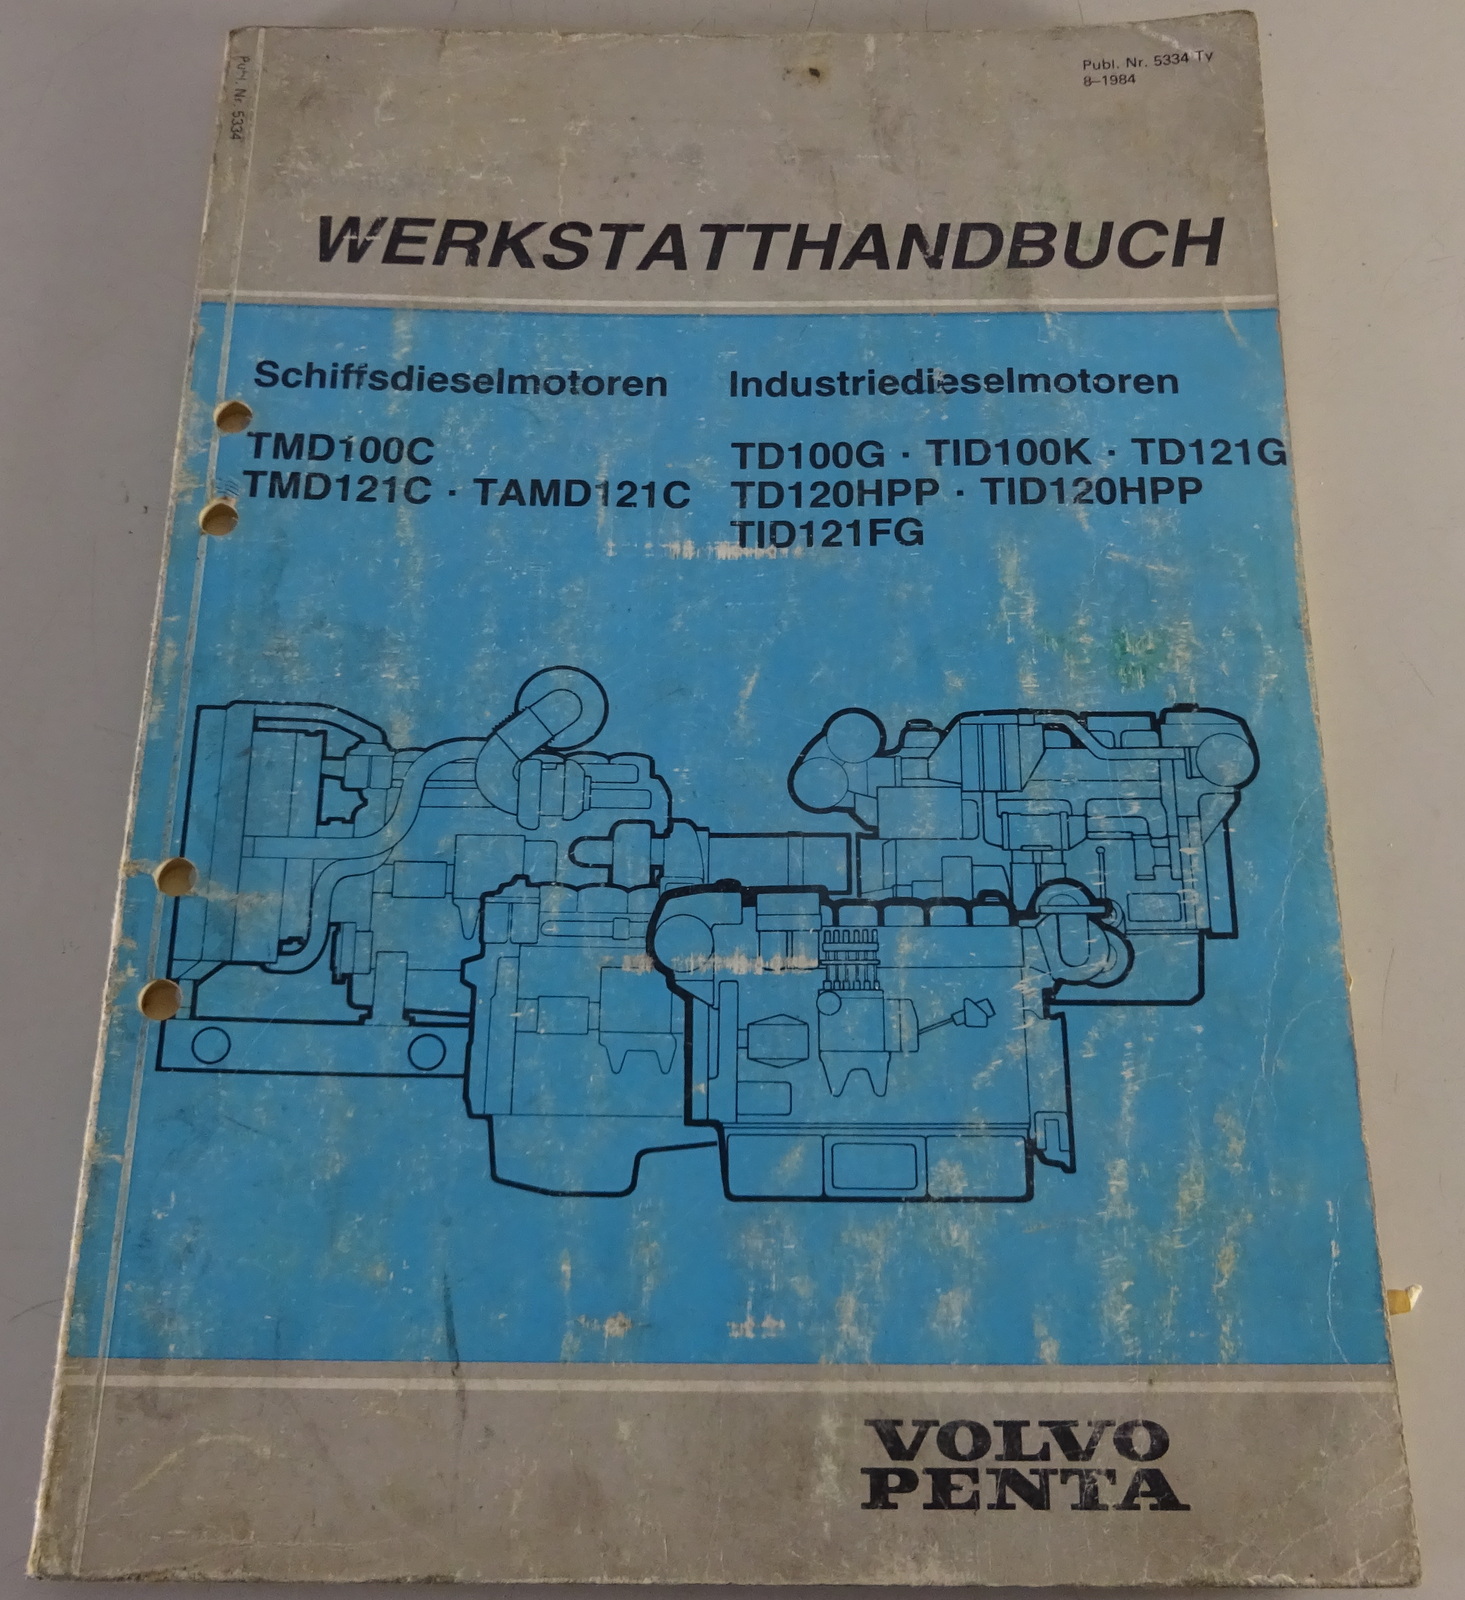 Publ. Nr. 5334 Ty
8–1984
Publ. Nr. 5334
WERKSTATTHANDBUCH
Schiffsdieselmotoren
TMD100C
TMD121C · TAMD121C
Industriedieselmotoren
TD100G · TID100K · TD121G
TD120HPP · TID120HPP
TID121FG
VOLVO
PENTA